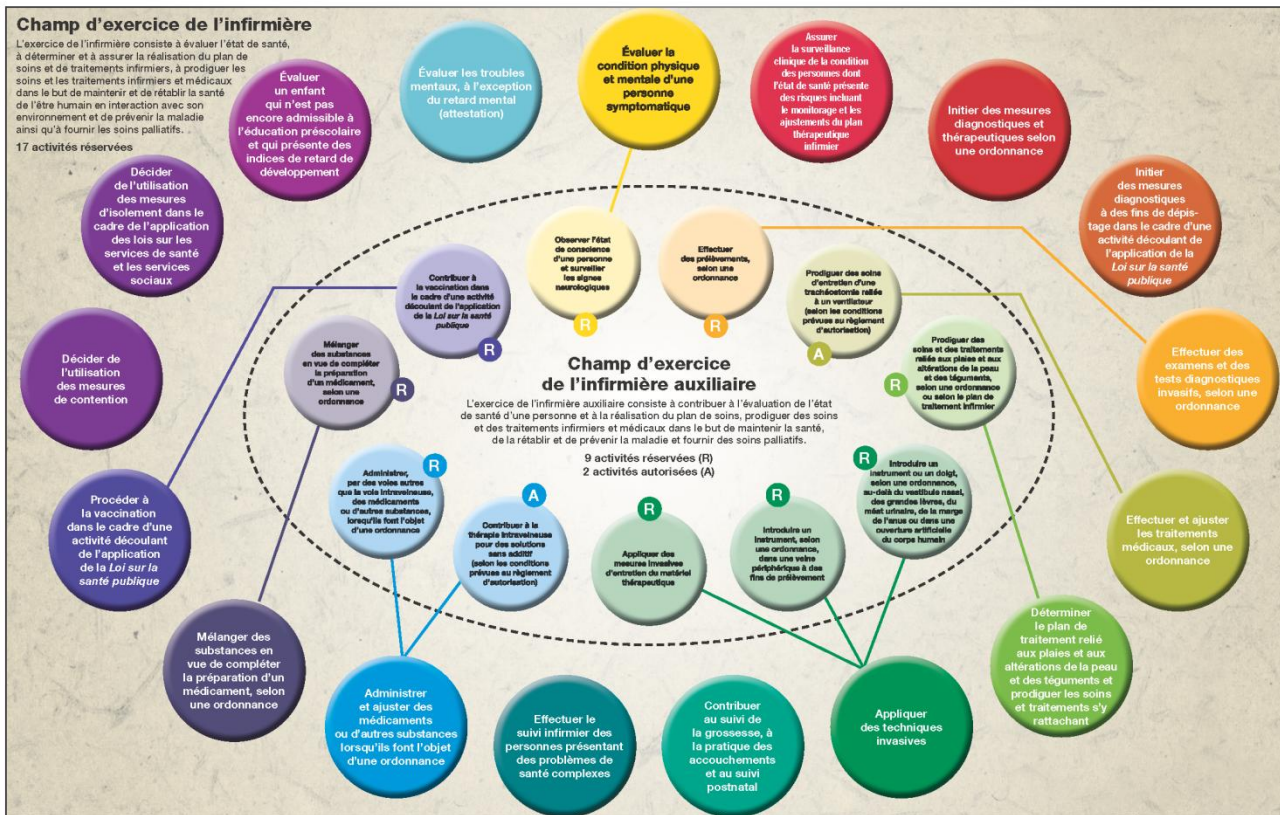 Champ d'exercice de l'infirmière
L'exercice de l'infirmière consiste à évaluer l'état de santé,
à déterminer et à assurer la réalisation du plan de
soins et de traitements infirmiers, à prodiguer les
soins et les traitements infirmiers et médicaux
dans le but de maintenir et de rétablir la santé
de l'être humain en interaction avec son
environnement et de prévenir la maladie
ainsi qu'à fournir les soins palliatifs.
17 activités réservées
Évaluer
un enfant
qui n'est pas
encore admissible à
l'éducation préscolaire
et qui présente des
indices de retard de
développement
Évaluer les troubles
mentaux, à l'exception
du retard mental
(attestation)
Évaluer la
condition physique
et mentale d'une
personne
symptomatique
Assurer
la surveillance
clinique de la condition
des personnes dont
l'état de santé présente
des risques incluant
le monitorage et les
ajustements du plan
thérapeutique
infirmier
Initier des mesures
diagnostiques et
thérapeutiques selon
une ordonnance
Initier
des mesures
diagnostiques
à des fins de dépis-
tage dans le cadre d'une
activité découlant de
l'application de la
Loi sur la santé
publique
Décider
de l'utilisation
des mesures
d'isolement dans le
cadre de l'application
des lois sur les
services de santé
et les services
sociaux
Décider de
l'utilisation
des mesures
de contention
Procéder à
la vaccination
dans le cadre d'une
activité découlant
de l'application
de la Loi sur la
santé publique
Contribuer à
la vaccination dans
le cadre d'une activité
découlant de l'application
de la Loi sur la santé
publique
R
Observer l'état
de conscience
d'une personne
et surveiller
les signes
neurologiques
R
Effectuer
des prélèvements,
selon une
ordonnance
R
Prodiguer des soins
d'entretien d'une
trachéotomie reliée
à un ventilateur
(selon les conditions
prévues au règlement
d'autorisation)
A
Mélanger
des substances
en vue de compléter
la préparation
d'un médicament,
selon une
ordonnance
R
Prodiguer des
soins et des traitements
reliés aux plaies et aux
altérations de la peau
et des téguments,
selon une ordonnance
ou selon le plan de
traitement infirmier
R
Champ d'exercice
de l'infirmière auxiliaire
L'exercice de l'infirmière auxiliaire consiste à contribuer à l'évaluation de l'état
de santé d'une personne et à la réalisation du plan de soins, prodiguer des soins
et des traitements infirmiers et médicaux dans le but de maintenir la santé,
de la rétablir et de prévenir la maladie et fournir des soins palliatifs.
9 activités réservées (R)
2 activités autorisées (A)
Administrer,
par des voies autres
que la voie intraveineuse,
des médicaments
ou d'autres substances,
lorsqu'ils font l'objet
d'une ordonnance
R
Contribuer à la
thérapie intraveineuse
pour des solutions
sans additif
(selon les conditions
prévues au règlement
d'autorisation)
A
Appliquer des
mesures invasives
d'entretien du matériel
thérapeutique
R
Introduire un
instrument, selon
une ordonnance,
dans une veine
périphérique à des
fins de prélèvement
R
Introduire un
instrument ou un doigt,
selon une ordonnance,
au-delà du vestibule nasal,
des grandes lèvres, du
méat urinaire, de la marge
de l'anus ou dans une
ouverture artificielle
du corps humain
R
Effectuer des
examens et des
tests diagnostiques
invasifs, selon une
ordonnance
Effectuer et ajuster
les traitements
médicaux, selon une
ordonnance
Déterminer
le plan de
traitement relié
aux plaies et aux
altérations de la peau
et des téguments et
prodiguer les soins
et traitements s'y
rattachant
Mélanger des
substances en
vue de compléter
la préparation d'un
médicament, selon
une ordonnance
Administrer
et ajuster des
médicaments
ou d'autres substances
lorsqu'ils font l'objet
d'une ordonnance
Effectuer le
suivi infirmier des
personnes présentant
des problèmes de
santé complexes
Contribuer
au suivi de
la grossesse, à
la pratique des
accouchements
et au suivi
postnatal
Appliquer
des techniques
invasives